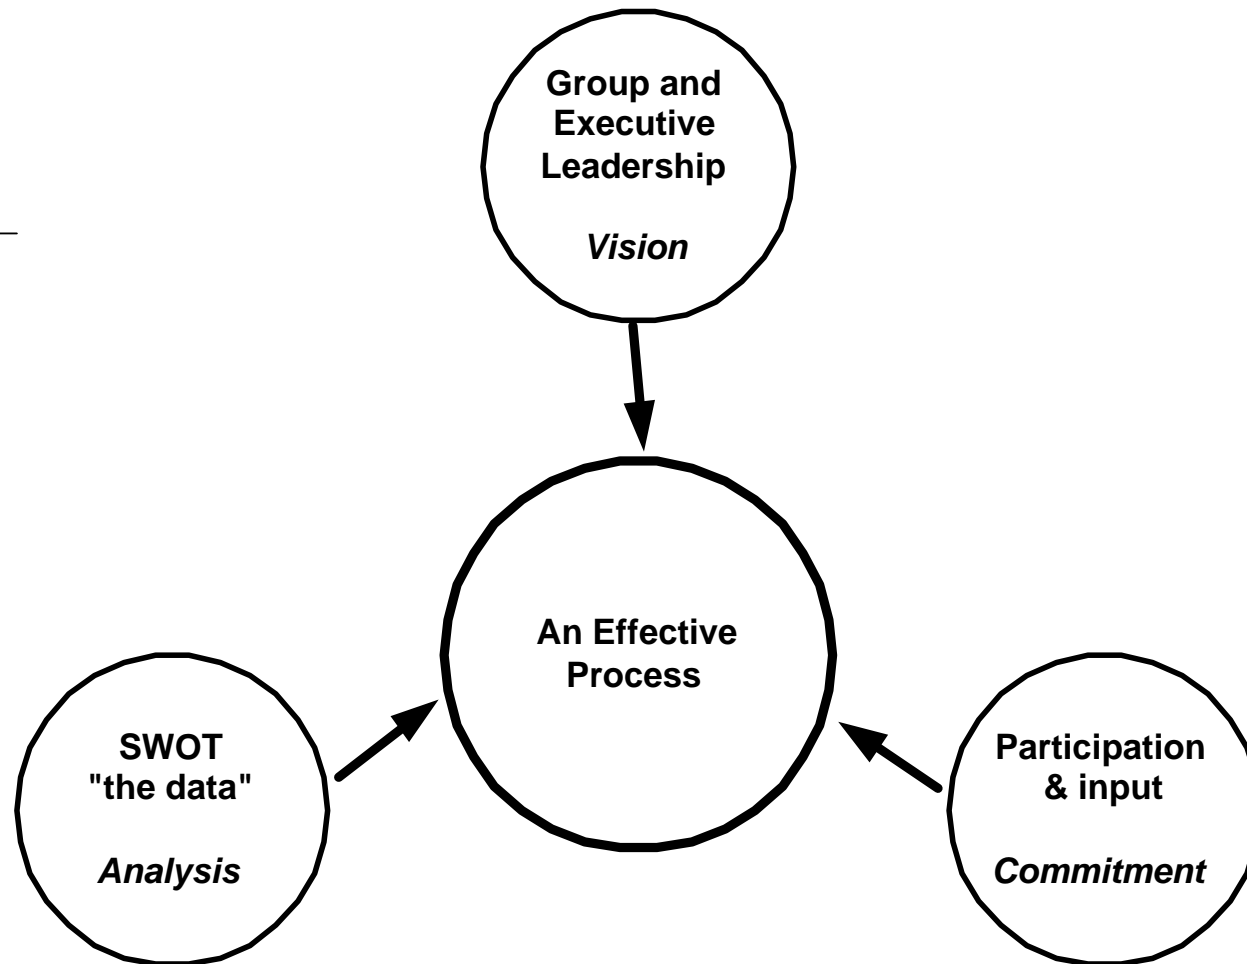 Group and
Executive
Leadership
Vision
An Effective
Process
SWOT
"the data"
Analysis
Participation
& input
Commitment